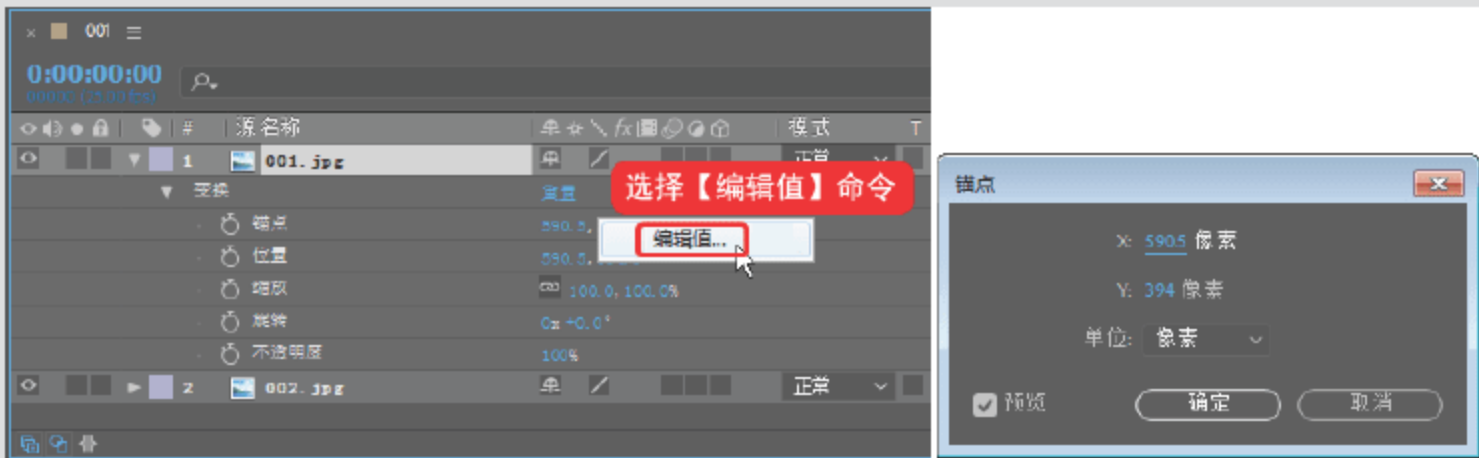 001
0:00:00:00
# 源名称 fx 模式 T
1 001.jpg 正常
变换 重置
选择【编辑值】命令
锚点 590.5,
编辑值...
位置 590.5,
缩放 100.0, 100.0%
旋转 0x +0.0°
不透明度 100%
2 002.jpg 正常
锚点
X: 590.5 像素
Y: 394 像素
单位: 像素
预览 确定 取消